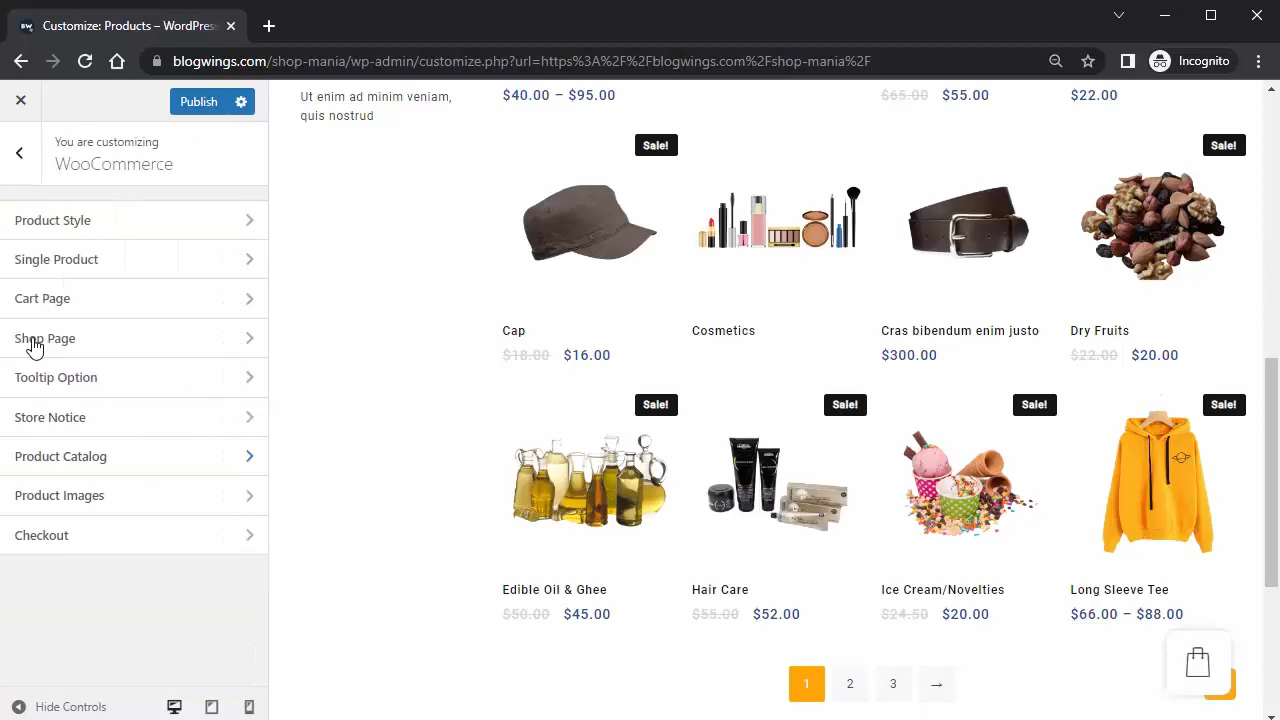 Customize: Products – WordPres
Incognito
blogwings.com/shop-mania/wp-admin/customize.php?url=https%3A%2F%2Fblogwings.com%2Fshop-mania%2F
Publish
You are customizing
WooCommerce
Product Style
Single Product
Cart Page
Shop Page
Tooltip Option
Store Notice
Product Catalog
Product Images
Checkout
Hide Controls
Ut enim ad minim veniam,
quis nostrud
$40.00 – $95.00
$65.00 $55.00
$22.00
Sale!
Sale!
Cap
Cosmetics
Cras bibendum enim justo
Dry Fruits
$18.00 $16.00
$300.00
$22.00 $20.00
Sale!
Sale!
Sale!
Sale!
Edible Oil & Ghee
Hair Care
Ice Cream/Novelties
Long Sleeve Tee
$50.00 $45.00
$55.00 $52.00
$24.50 $20.00
$66.00 – $88.00
1 2 3 →